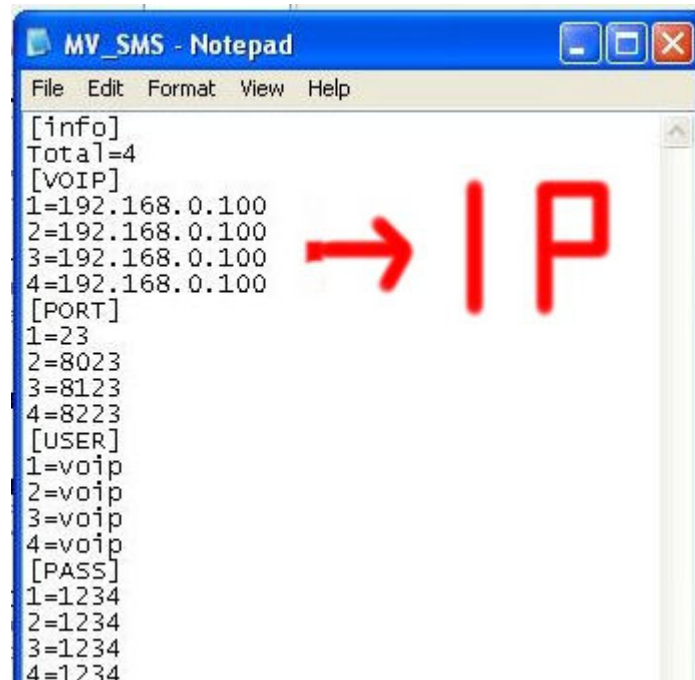 MV_SMS - Notepad
File Edit Format View Help
[info]
Total=4
[VOIP]
1=192.168.0.100
2=192.168.0.100
3=192.168.0.100
4=192.168.0.100
IP
[PORT]
1=23
2=8023
3=8123
4=8223
[USER]
1=voip
2=voip
3=voip
4=voip
[PASS]
1=1234
2=1234
3=1234
4=1234